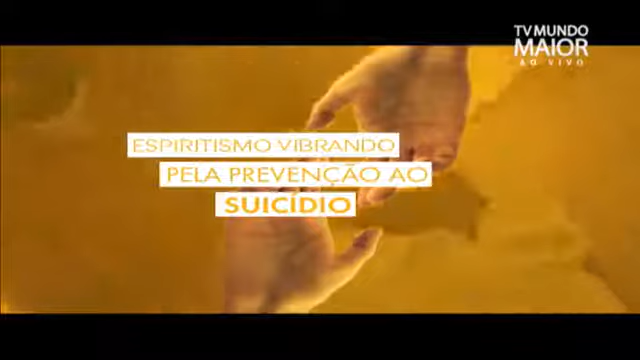 TV MUNDO
MAIOR
AO VIVO
ESPIRITISMO VIBRANDO
PELA PREVENÇÃO AO
SUICÍDIO